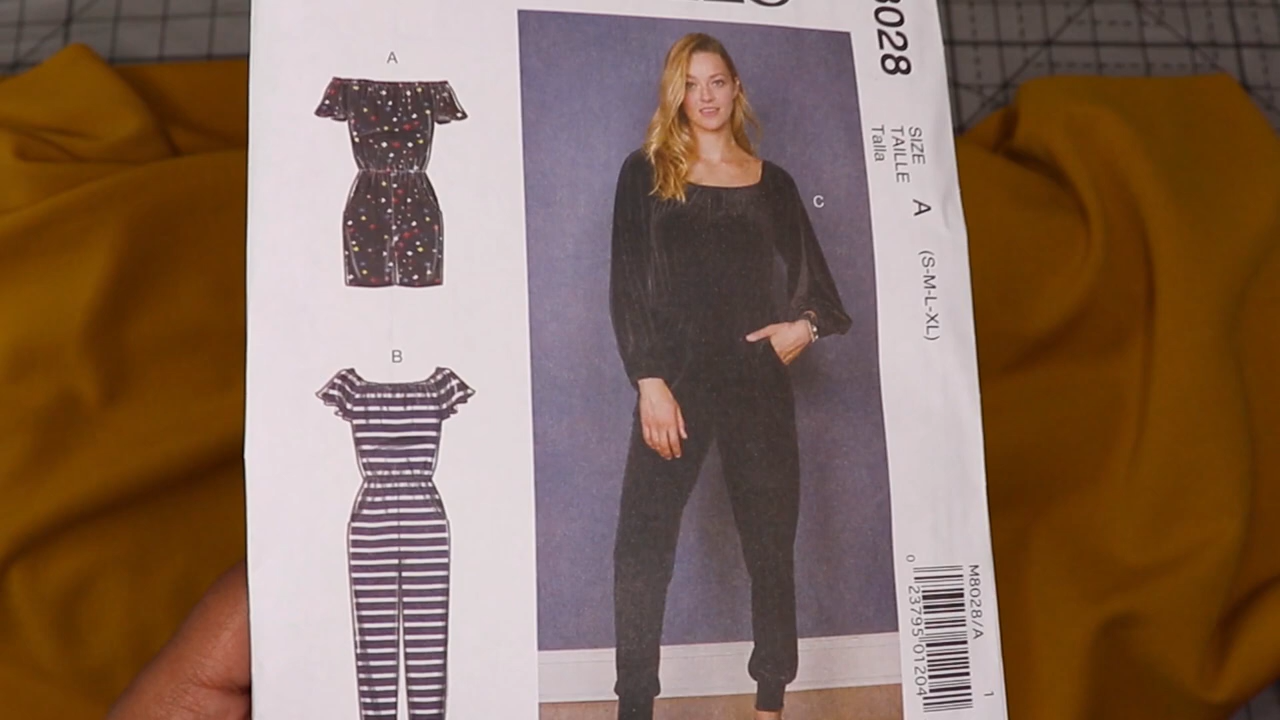 8028
A
B
C
SIZE
TAILLE
Talla
A
(S-M-L-XL)
M8028/A
0
23795 01204
1